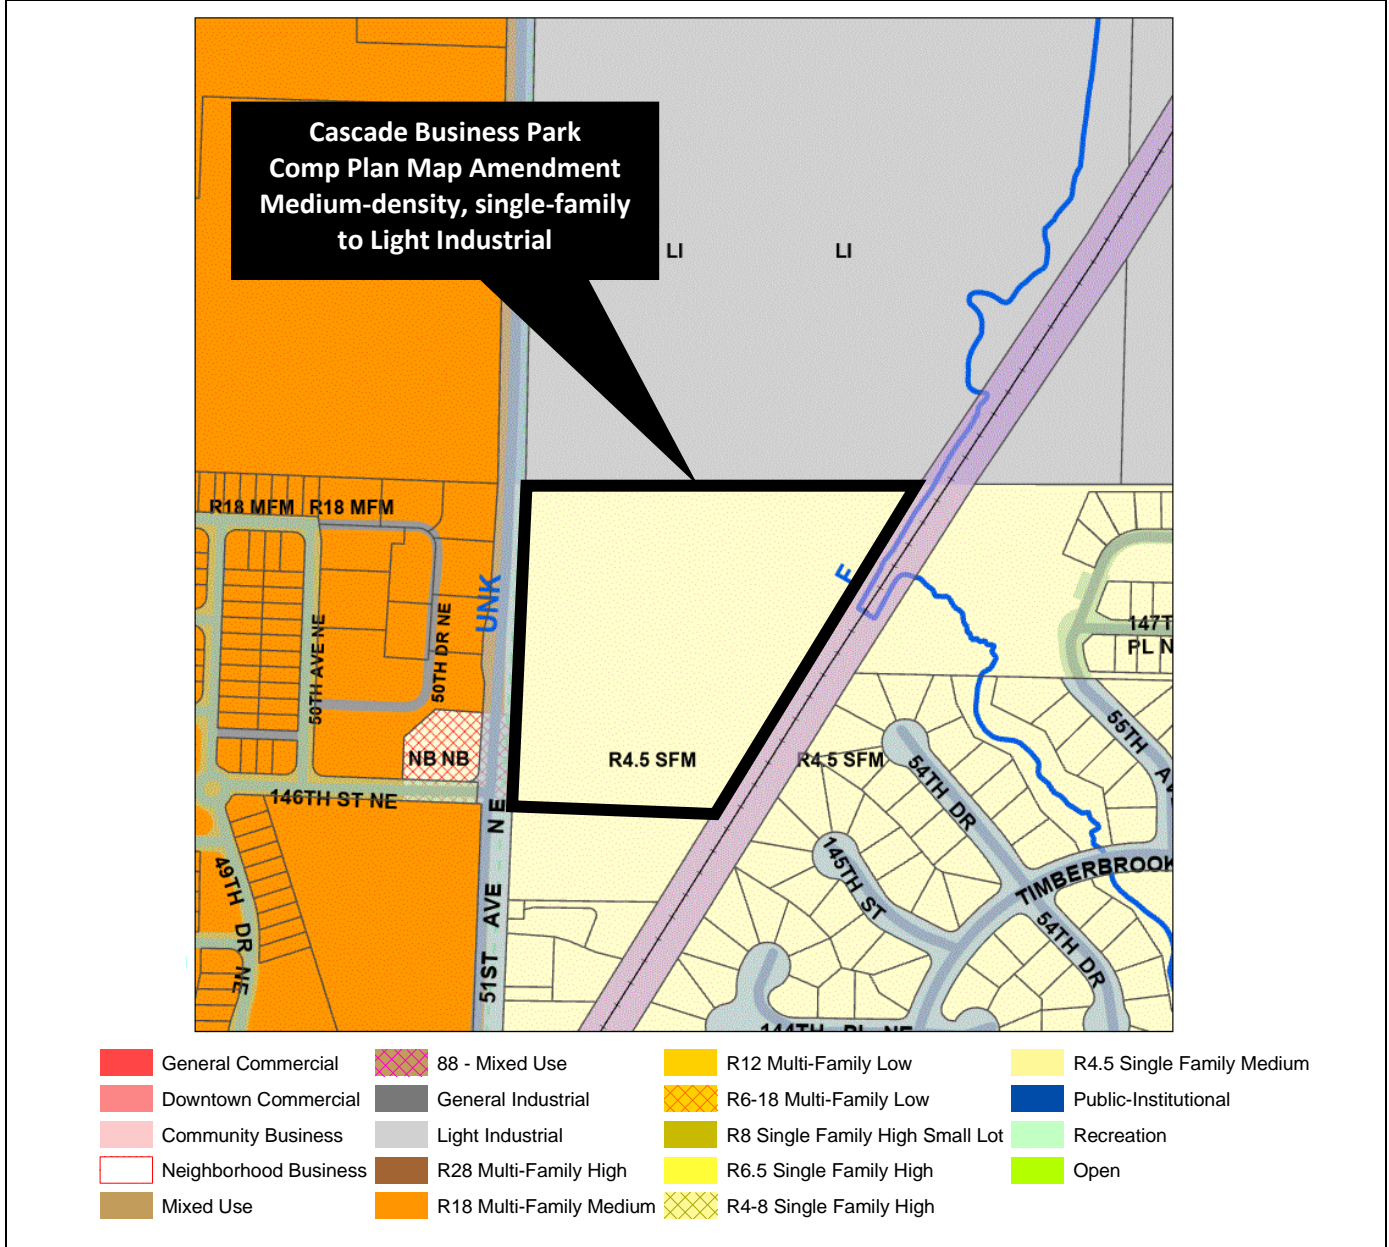 Cascade Business Park
Comp Plan Map Amendment
Medium-density, single-family
to Light Industrial
LI
LI
R18 MFM
R18 MFM
UNK
E
50TH AVE NE
50TH DR NE
147T
PL N
NB NB
R4.5 SFM
R4.5 SFM
55TH AV
54TH DR
146TH ST NE
51ST AVE NE
49TH DR NE
145TH ST
TIMBERBROOK
54TH DR
144TH PL NE
General Commercial
Downtown Commercial
Community Business
Neighborhood Business
Mixed Use
88 - Mixed Use
General Industrial
Light Industrial
R28 Multi-Family High
R18 Multi-Family Medium
R12 Multi-Family Low
R6-18 Multi-Family Low
R8 Single Family High Small Lot
R6.5 Single Family High
R4-8 Single Family High
R4.5 Single Family Medium
Public-Institutional
Recreation
Open